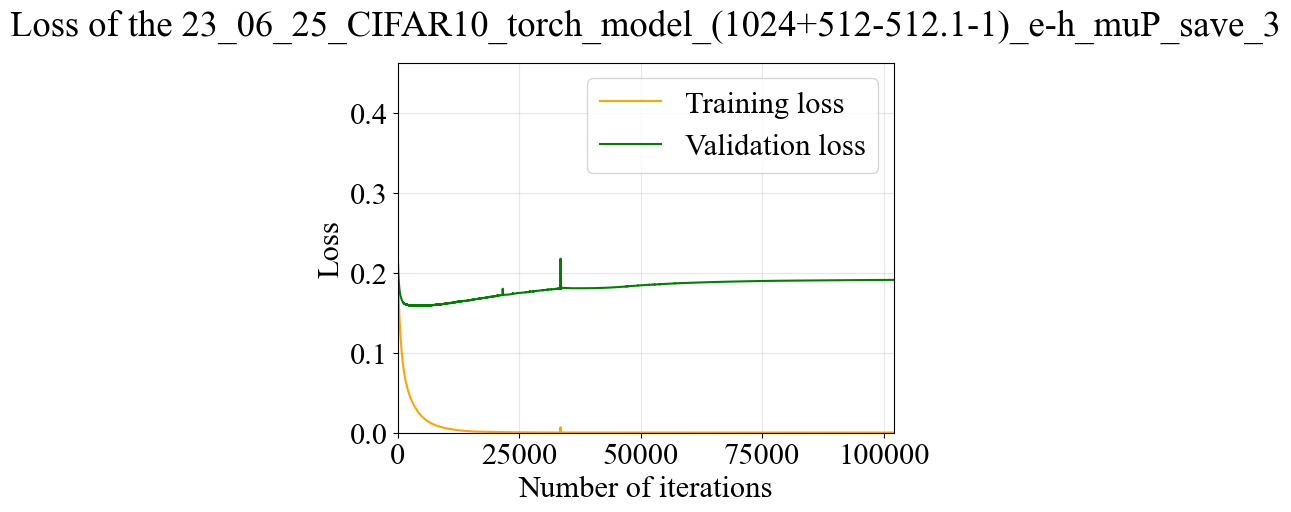 Loss of the 23_06_25_CIFAR10_torch_model_(1024+512-512.1-1)_e-h_muP_save_3
Training loss
Validation loss
Loss
0.4
0.3
0.2
0.1
0.0
0 25000 50000 75000 100000
Number of iterations